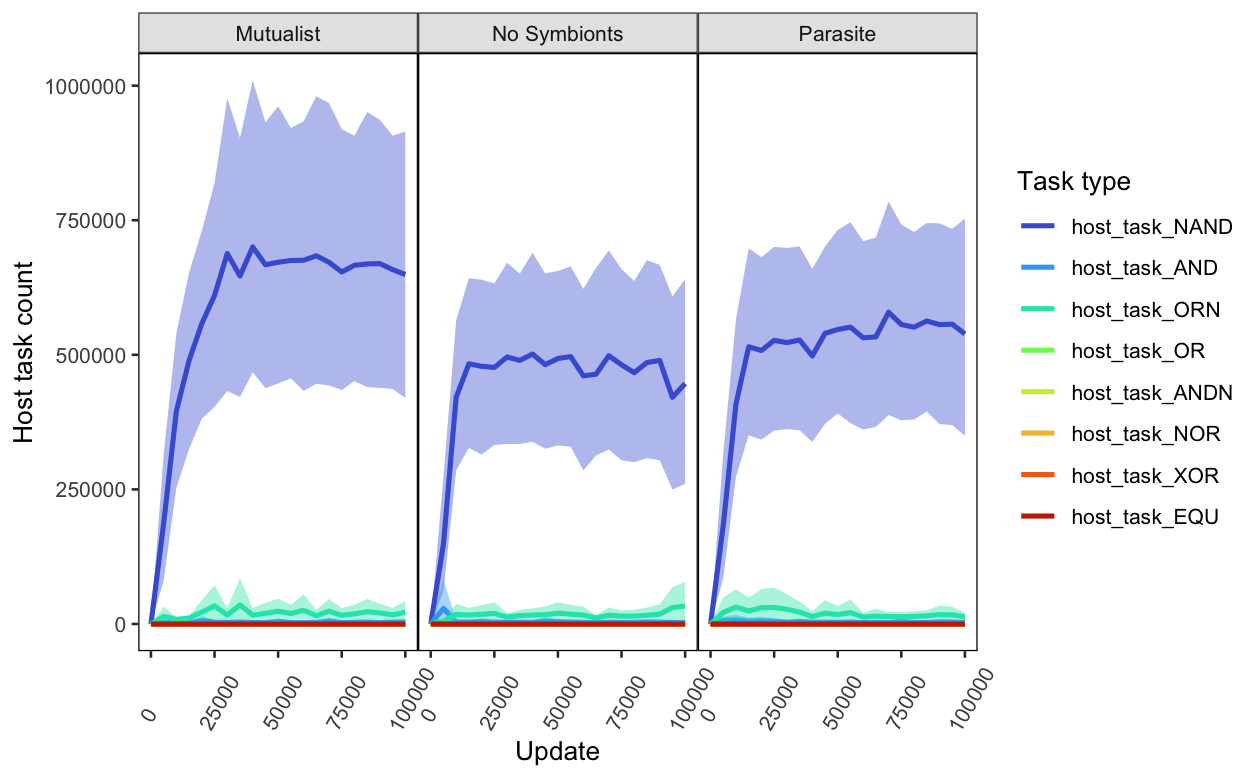 Mutualist
No Symbionts
Parasite
Host task count
1000000
750000
500000
250000
0
0
25000
50000
75000
100000
0
25000
50000
75000
100000
0
25000
50000
75000
100000
Update
Task type
host_task_NAND
host_task_AND
host_task_ORN
host_task_OR
host_task_ANDN
host_task_NOR
host_task_XOR
host_task_EQU